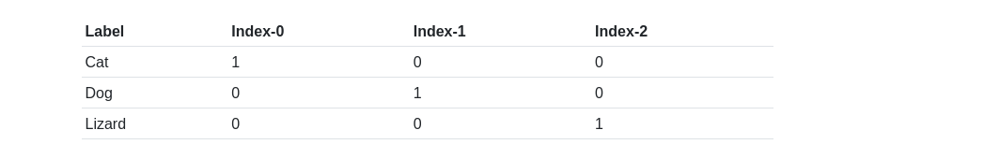 Label Index-0 Index-1 Index-2
Cat 1 0 0
Dog 0 1 0
Lizard 0 0 1